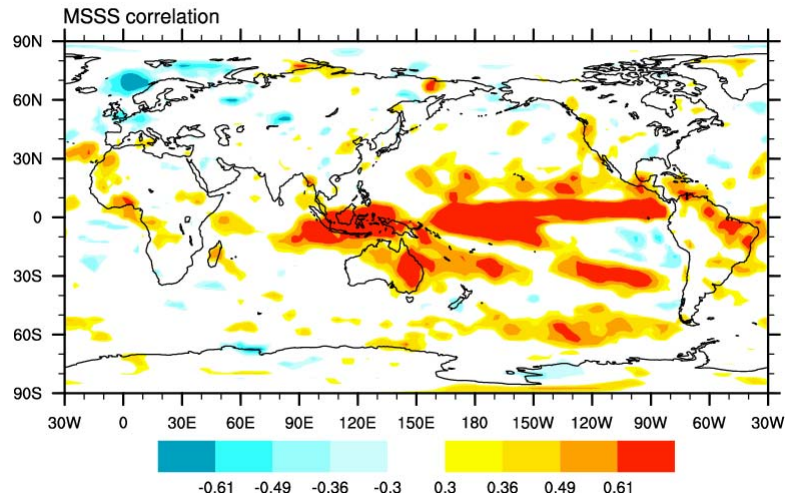 MSSS correlation
90N
60N
30N
0
30S
60S
90S
30W 0 30E 60E 90E 120E 150E 180 150W 120W 90W 60W 30W
-0.61 -0.49 -0.36 -0.3 0.3 0.36 0.49 0.61